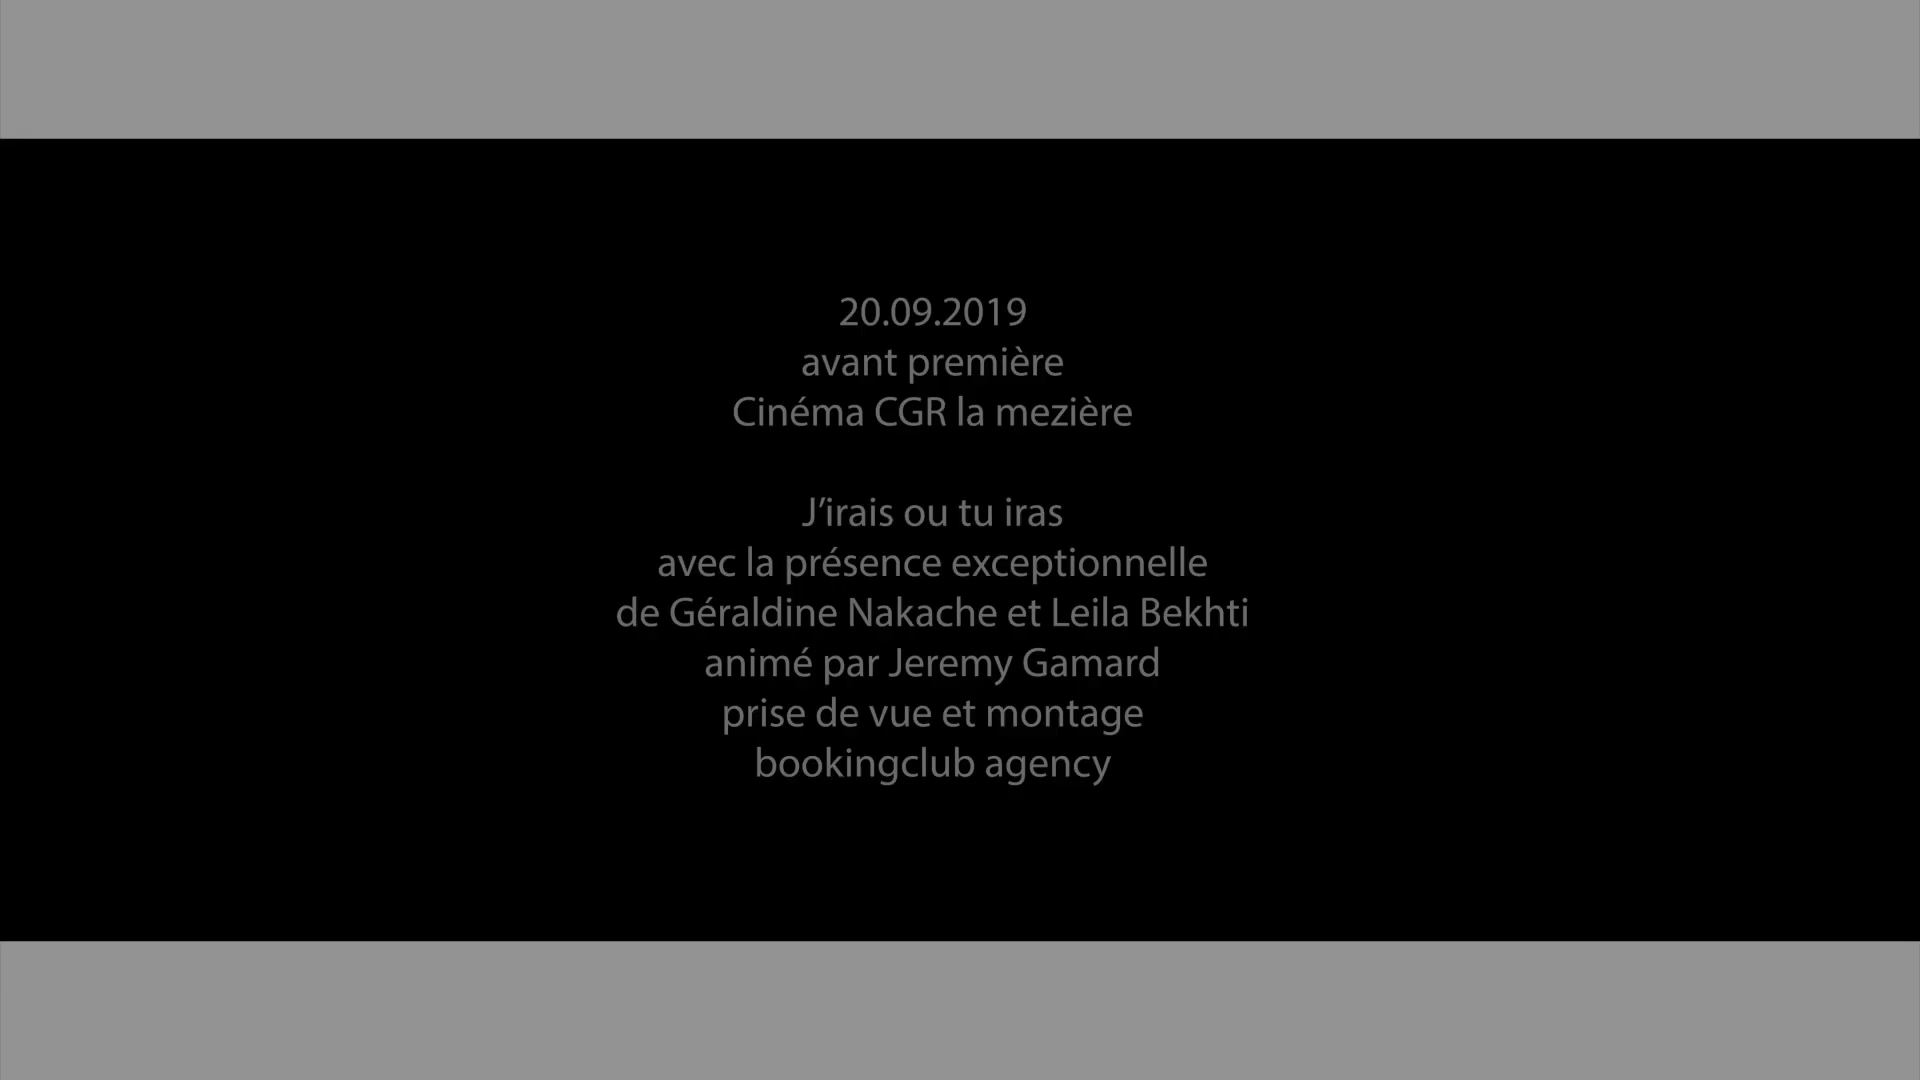 20.09.2019
avant première
Cinéma CGR la mezière
J’irais ou tu iras
avec la présence exceptionnelle
de Géraldine Nakache et Leila Bekhti
animé par Jeremy Gamard
prise de vue et montage
bookingclub agency